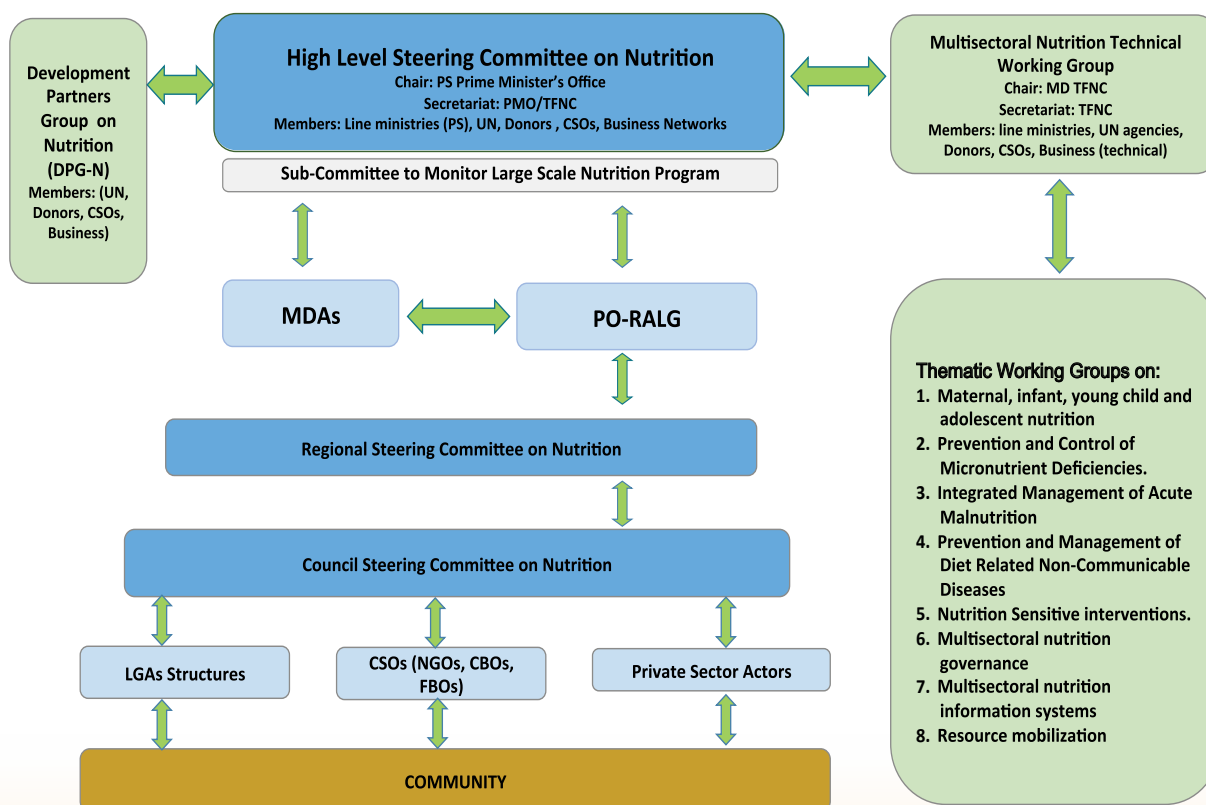 Development
Partners
Group on
Nutrition
(DPG-N)
Members: (UN,
Donors, CSOs,
Business)
High Level Steering Committee on Nutrition
Chair: PS Prime Minister's Office
Secretariat: PMO/TFNC
Members: Line ministries (PS), UN, Donors , CSOs, Business Networks
Sub-Committee to Monitor Large Scale Nutrition Program
Multisectoral Nutrition Technical
Working Group
Chair: MD TFNC
Secretariat: TFNC
Members: line ministries, UN agencies,
Donors, CSOs, Business (technical)
MDAs
PO-RALG
Regional Steering Committee on Nutrition
Council Steering Committee on Nutrition
LGAs Structures
CSOs (NGOs, CBOs,
FBOs)
Private Sector Actors
COMMUNITY
Thematic Working Groups on:
1. Maternal, infant, young child and
adolescent nutrition
2. Prevention and Control of
Micronutrient Deficiencies.
3. Integrated Management of Acute
Malnutrition
4. Prevention and Management of
Diet Related Non-Communicable
Diseases
5. Nutrition Sensitive interventions.
6. Multisectoral nutrition
governance
7. Multisectoral nutrition
information systems
8. Resource mobilization